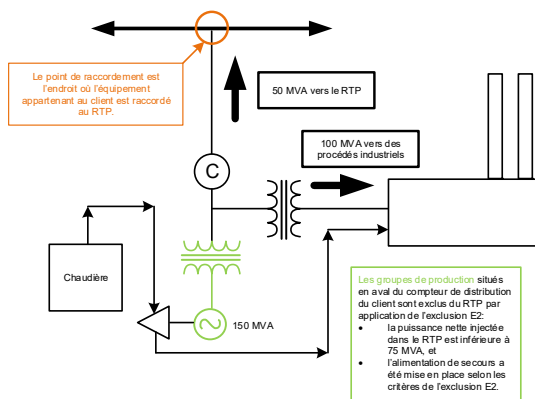 Le point de raccordement est
l'endroit où l'équipement
appartenant au client est raccordé
au RTP.
50 MVA vers le RTP
100 MVA vers des
procédés industriels
C
Chaudière
150 MVA
Les groupes de production situés
en aval du compteur de distribution
du client sont exclus du RTP par
application de l'exclusion E2:
• la puissance nette injectée
dans le RTP est inférieure à
75 MVA, et
• l'alimentation de secours a
été mise en place selon les
critères de l'exclusion E2.